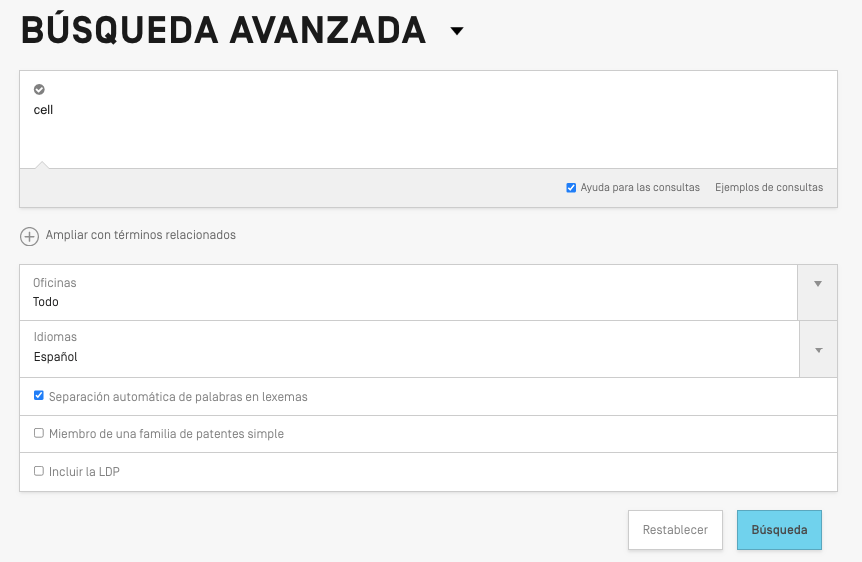 BÚSQUEDA AVANZADA
cell
Ayuda para las consultas Ejemplos de consultas
Ampliar con términos relacionados
Oficinas
Todo
Idiomas
Español
Separación automática de palabras en lexemas
Miembro de una familia de patentes simple
Incluir la LDP
Restablecer Búsqueda